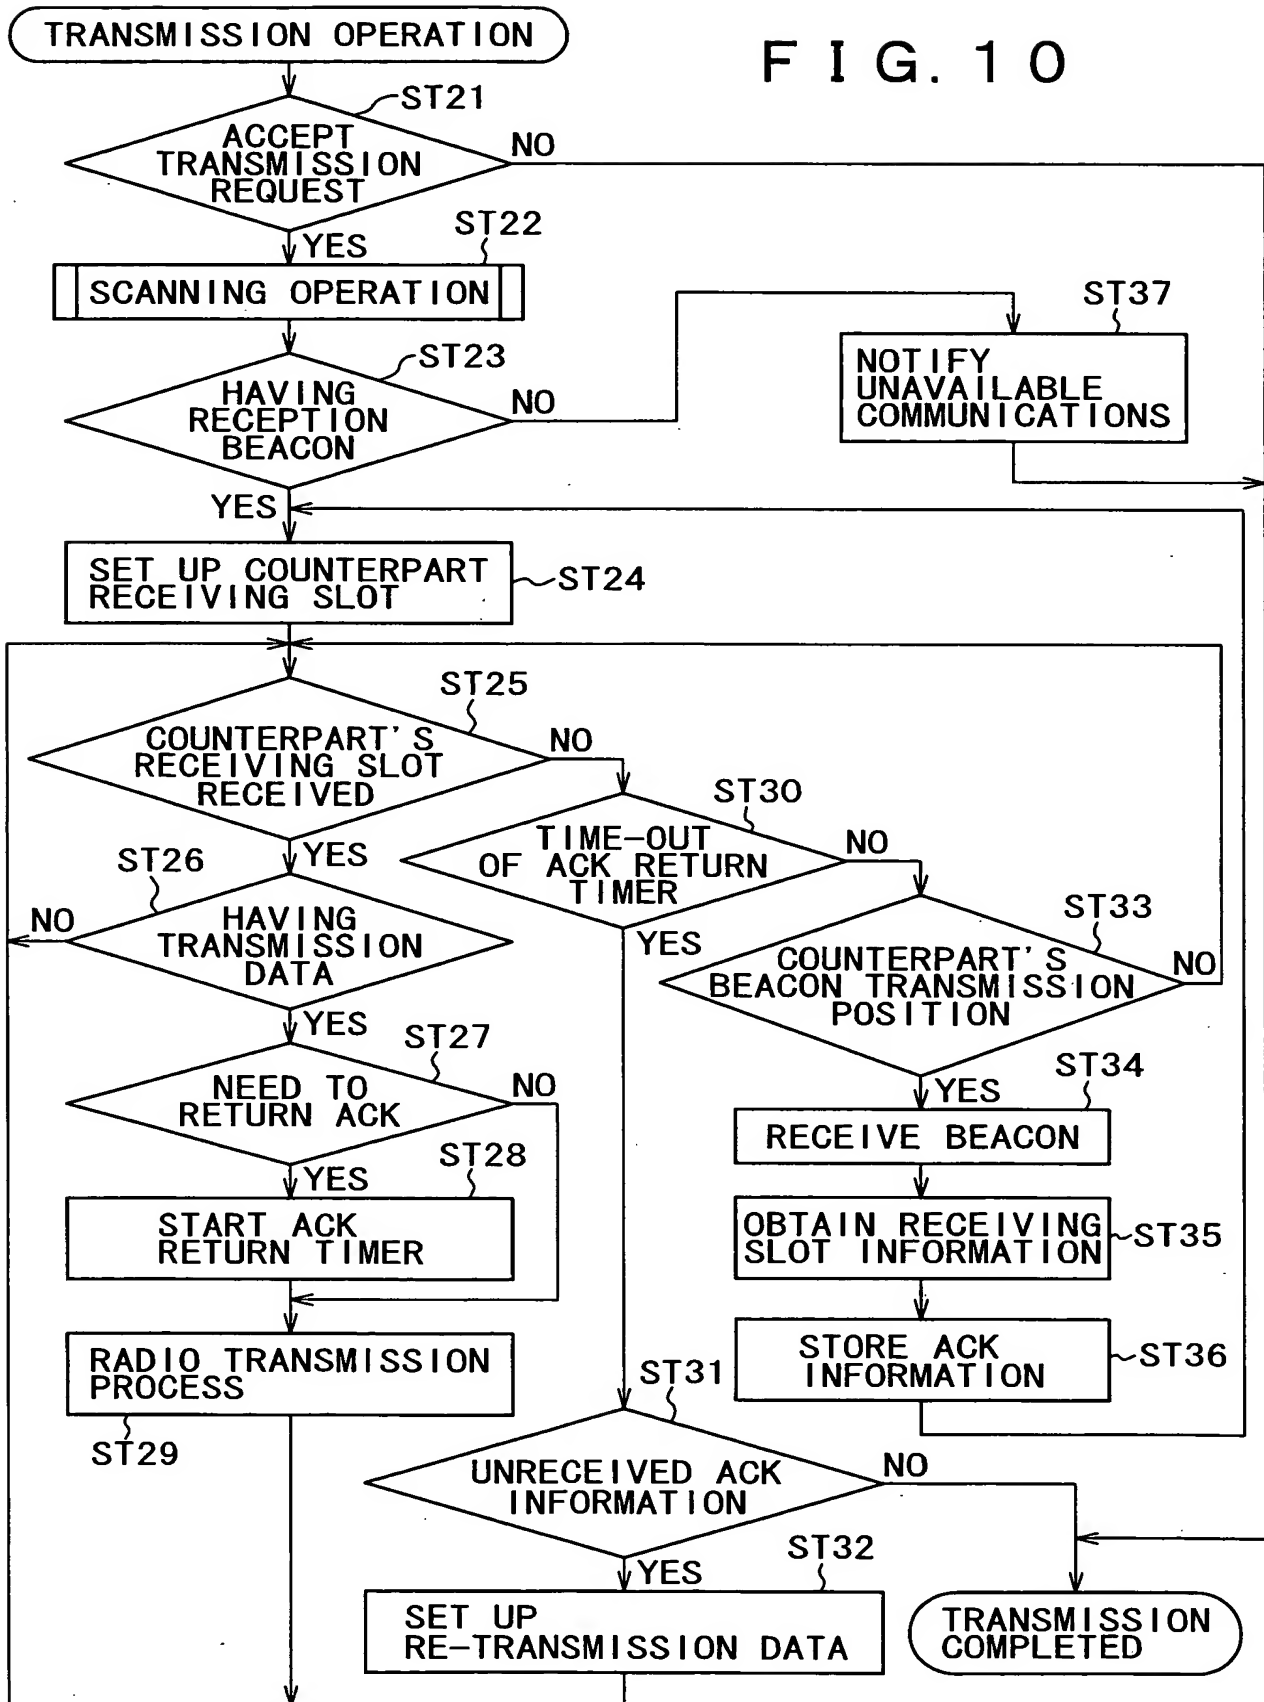 TRANSMISSION OPERATION
FIG. 10
ST21
ACCEPT
TRANSMISSION
REQUEST
NO
YES
ST22
SCANNING OPERATION
ST37
NOTIFY
UNAVAILABLE
COMMUNICATIONS
ST23
HAVING
RECEPTION
BEACON
NO
YES
SET UP COUNTERPART
RECEIVING SLOT
ST24
ST25
COUNTERPART'S
RECEIVING SLOT
RECEIVED
NO
YES
ST30
TIME-OUT
OF ACK RETURN
TIMER
NO
YES
ST26
HAVING
TRANSMISSION
DATA
NO
YES
ST33
COUNTERPART'S
BEACON TRANSMISSION
POSITION
NO
YES
ST27
NEED TO
RETURN ACK
NO
YES
ST34
RECEIVE BEACON
ST28
START ACK
RETURN TIMER
OBTAIN RECEIVING
SLOT INFORMATION
ST35
RADIO TRANSMISSION
PROCESS
ST29
STORE ACK
INFORMATION
ST36
ST31
UNRECEIVED ACK
INFORMATION
NO
YES
ST32
SET UP
RE-TRANSMISSION DATA
TRANSMISSION
COMPLETED